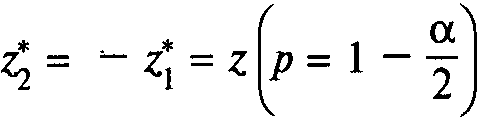 z₂* = − z₁* = z(p = 1 − α/2)